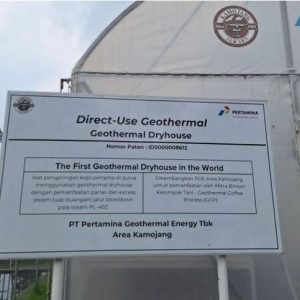 KAMOJANG
PERTAMINA
Direct-Use Geothermal
Geothermal Dryhouse
Nomor Paten : IDS000008612
The First Geothermal Dryhouse in the World
Alat pengeringan kopi pertama di dunia
menggunakan geothermal dryhouse
dengan pemanfaatan panas dari excess
steam (uap buangan) jalur blowdown
pipa steam PL-402
Dikembangkan PGE Area Kamojang
untuk pemanfaatan oleh Mitra Binaan
Kelompok Tani - Geothermal Coffee
Process (GCP)
PT Pertamina Geothermal Energy Tbk
Area Kamojang